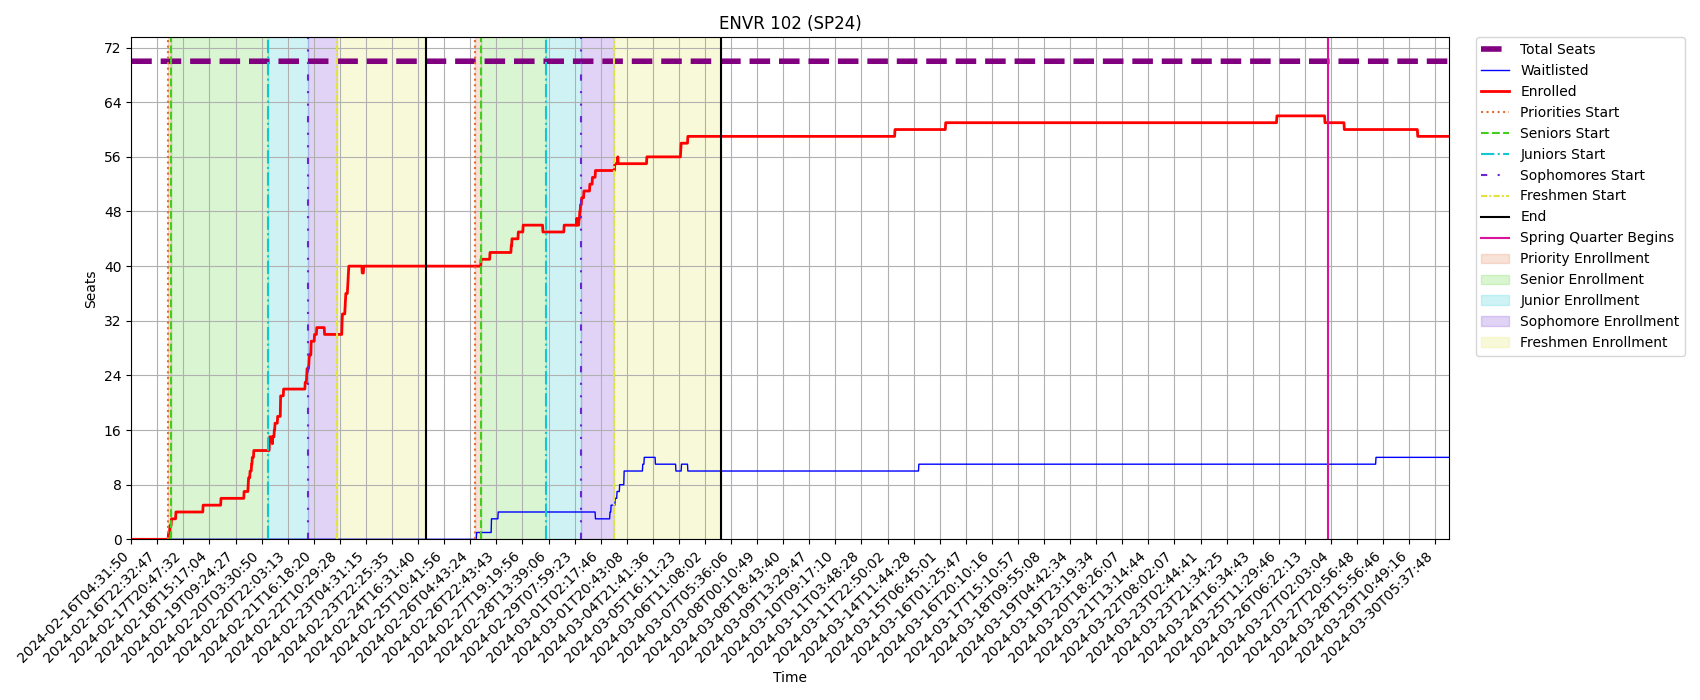 ENVR 102 (SP24)
Seats
72
64
56
48
40
32
24
16
8
0
2024-02-16T04:31:50
2024-02-16T22:32:47
2024-02-17T20:47:32
2024-02-18T15:17:04
2024-02-19T09:24:27
2024-02-20T03:30:50
2024-02-20T22:03:13
2024-02-21T16:18:20
2024-02-22T10:29:28
2024-02-23T04:31:15
2024-02-23T22:25:35
2024-02-24T16:31:40
2024-02-25T10:41:56
2024-02-26T04:43:24
2024-02-26T22:43:43
2024-02-27T19:19:56
2024-02-28T13:39:06
2024-02-29T07:59:23
2024-03-01T02:17:46
2024-03-01T20:43:08
2024-03-04T21:41:36
2024-03-05T16:11:23
2024-03-06T11:08:02
2024-03-07T05:36:06
2024-03-08T00:10:49
2024-03-08T18:43:40
2024-03-09T13:29:47
2024-03-10T09:17:10
2024-03-11T03:48:28
2024-03-11T22:50:02
2024-03-14T11:44:28
2024-03-15T06:45:01
2024-03-16T01:25:47
2024-03-16T20:10:16
2024-03-17T15:10:57
2024-03-18T09:55:08
2024-03-19T04:42:34
2024-03-19T23:19:34
2024-03-20T18:26:07
2024-03-21T13:14:44
2024-03-22T08:02:07
2024-03-23T02:44:41
2024-03-23T21:34:25
2024-03-24T16:34:43
2024-03-25T11:29:46
2024-03-26T06:22:13
2024-03-27T02:03:04
2024-03-27T20:56:48
2024-03-28T15:56:46
2024-03-29T10:49:16
2024-03-30T05:37:48
Time
Total Seats
Waitlisted
Enrolled
Priorities Start
Seniors Start
Juniors Start
Sophomores Start
Freshmen Start
End
Spring Quarter Begins
Priority Enrollment
Senior Enrollment
Junior Enrollment
Sophomore Enrollment
Freshmen Enrollment